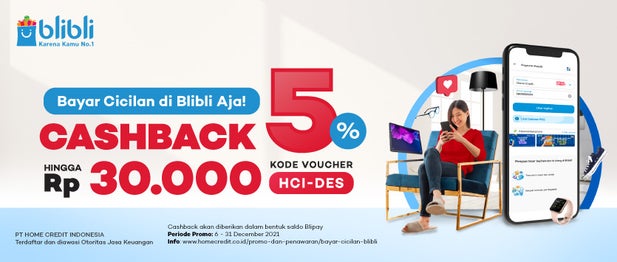 blibli
Karena Kamu No.1
Bayar Cicilan di Blibli Aja!
CASHBACK 5%
HINGGA
Rp 30.000
KODE VOUCHER
HCI-DES
PT HOME CREDIT INDONESIA
Terdaftar dan diawasi Otoritas Jasa Keuangan
Cashback akan diberikan dalam bentuk saldo Blipay
Periode Promo: 6 - 31 December 2021
Info: www.homecredit.co.id/promo-dan-penawaran/bayar-cicilan-blibli